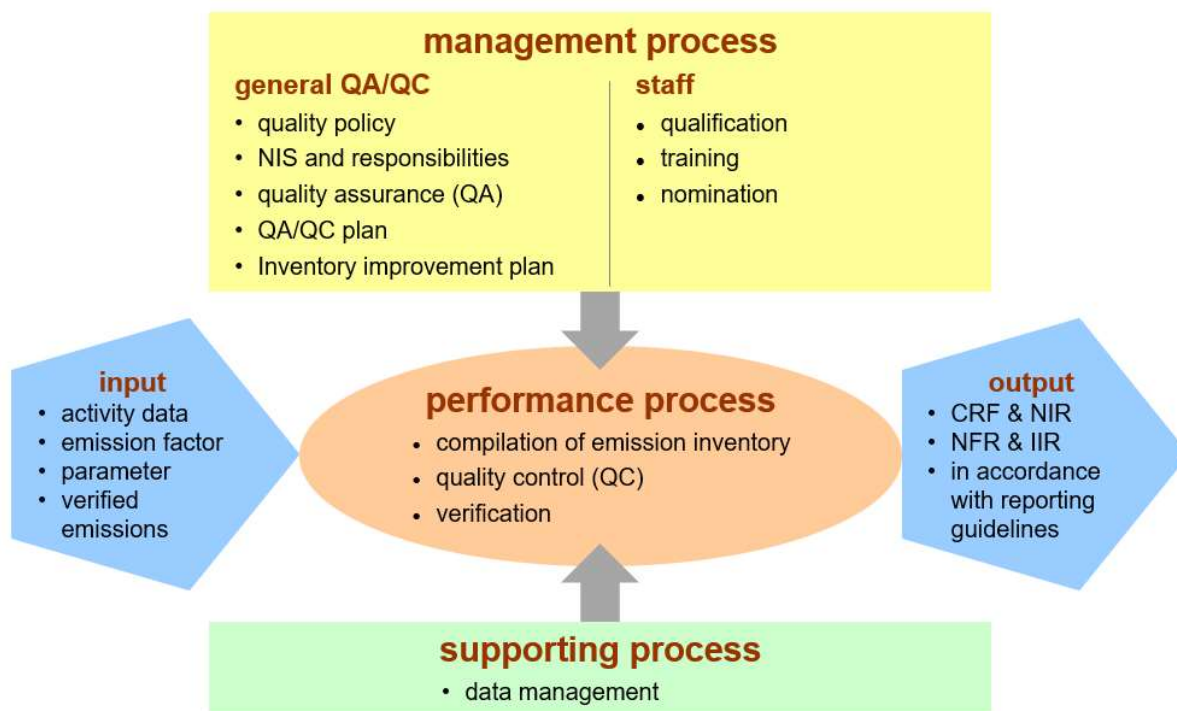 management process
general QA/QC
• quality policy
• NIS and responsibilities
• quality assurance (QA)
• QA/QC plan
• Inventory improvement plan
staff
• qualification
• training
• nomination
input
• activity data
• emission factor
• parameter
• verified
emissions
performance process
• compilation of emission inventory
• quality control (QC)
• verification
output
• CRF & NIR
• NFR & IIR
• in accordance
with reporting
guidelines
supporting process
• data management